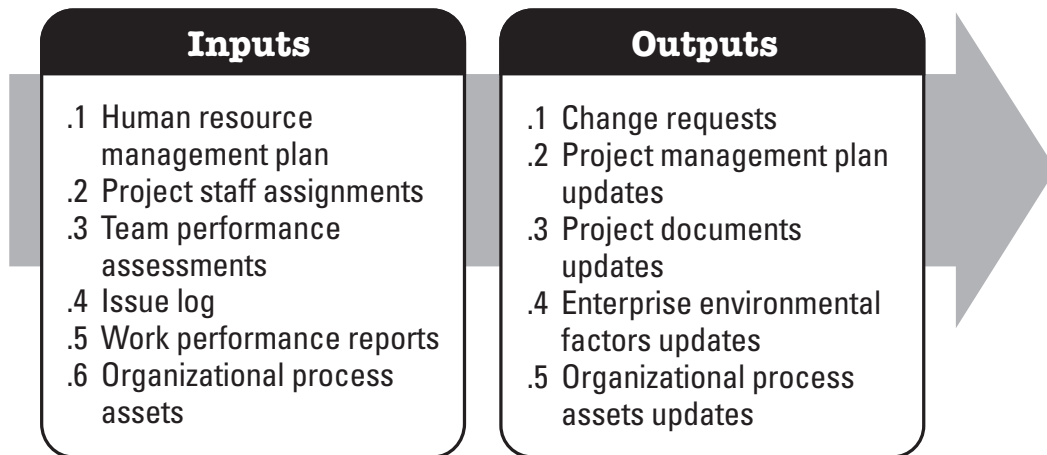 Inputs
.1 Human resource
management plan
.2 Project staff assignments
.3 Team performance
assessments
.4 Issue log
.5 Work performance reports
.6 Organizational process
assets
Outputs
.1 Change requests
.2 Project management plan
updates
.3 Project documents
updates
.4 Enterprise environmental
factors updates
.5 Organizational process
assets updates